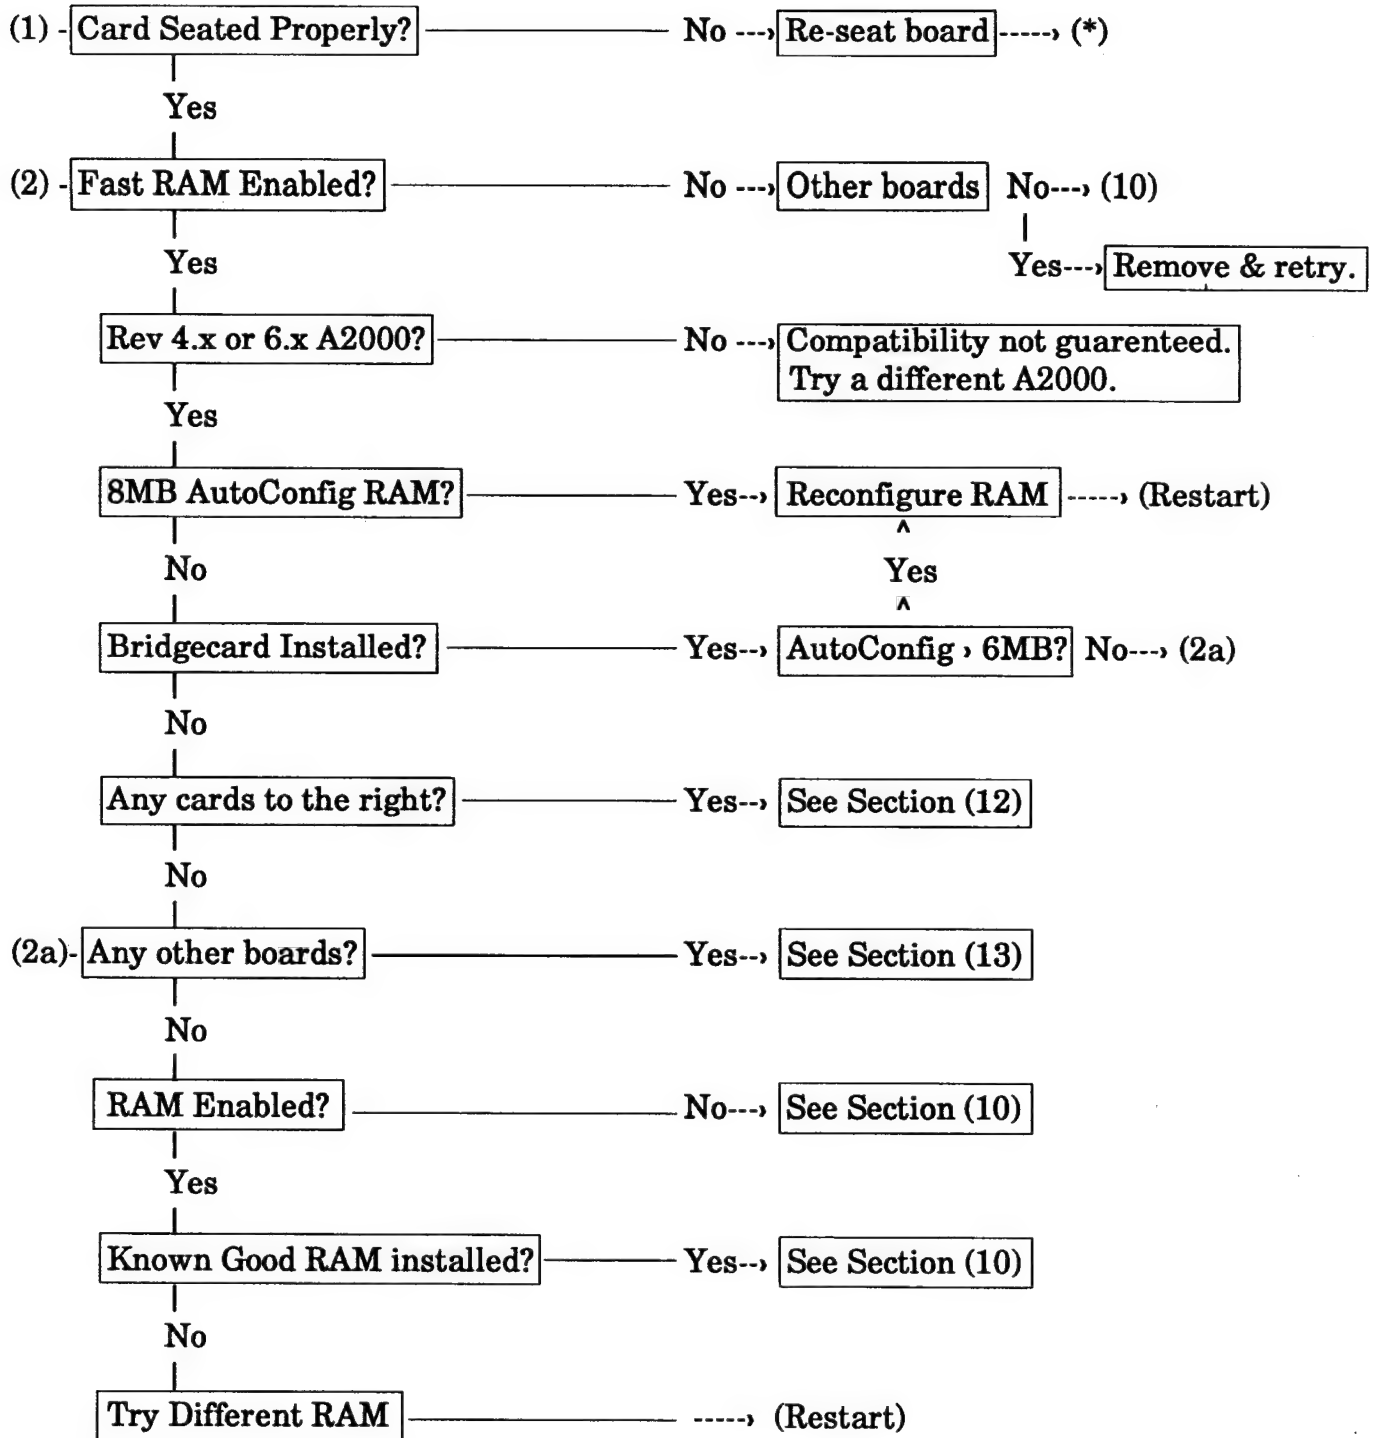 (1) - Card Seated Properly? No ---› Re-seat board -----› (*)
Yes
(2) - Fast RAM Enabled? No ---› Other boards No---› (10)
Yes Yes---› Remove & retry.
Rev 4.x or 6.x A2000? No ---› Compatibility not guarenteed.
Try a different A2000.
Yes
8MB AutoConfig RAM? Yes--› Reconfigure RAM -----› (Restart)
No Yes
Bridgecard Installed? Yes--› AutoConfig › 6MB? No---› (2a)
No
Any cards to the right? Yes--› See Section (12)
No
(2a)- Any other boards? Yes--› See Section (13)
No
RAM Enabled? No---› See Section (10)
Yes
Known Good RAM installed? Yes--› See Section (10)
No
Try Different RAM -----› (Restart)